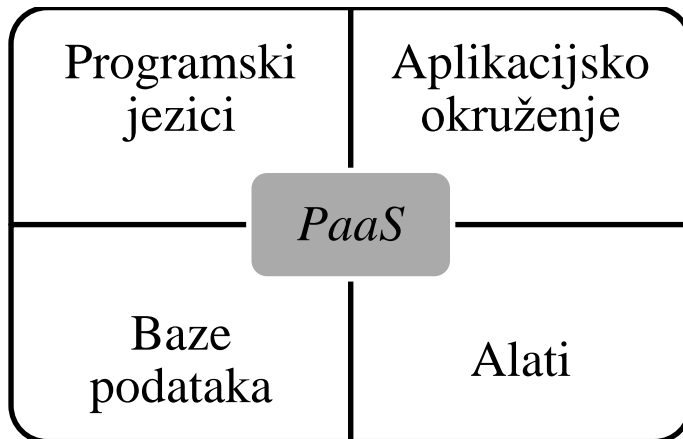 Programski
jezici
Aplikacijsko
okruženje
PaaS
Baze
podataka
Alati